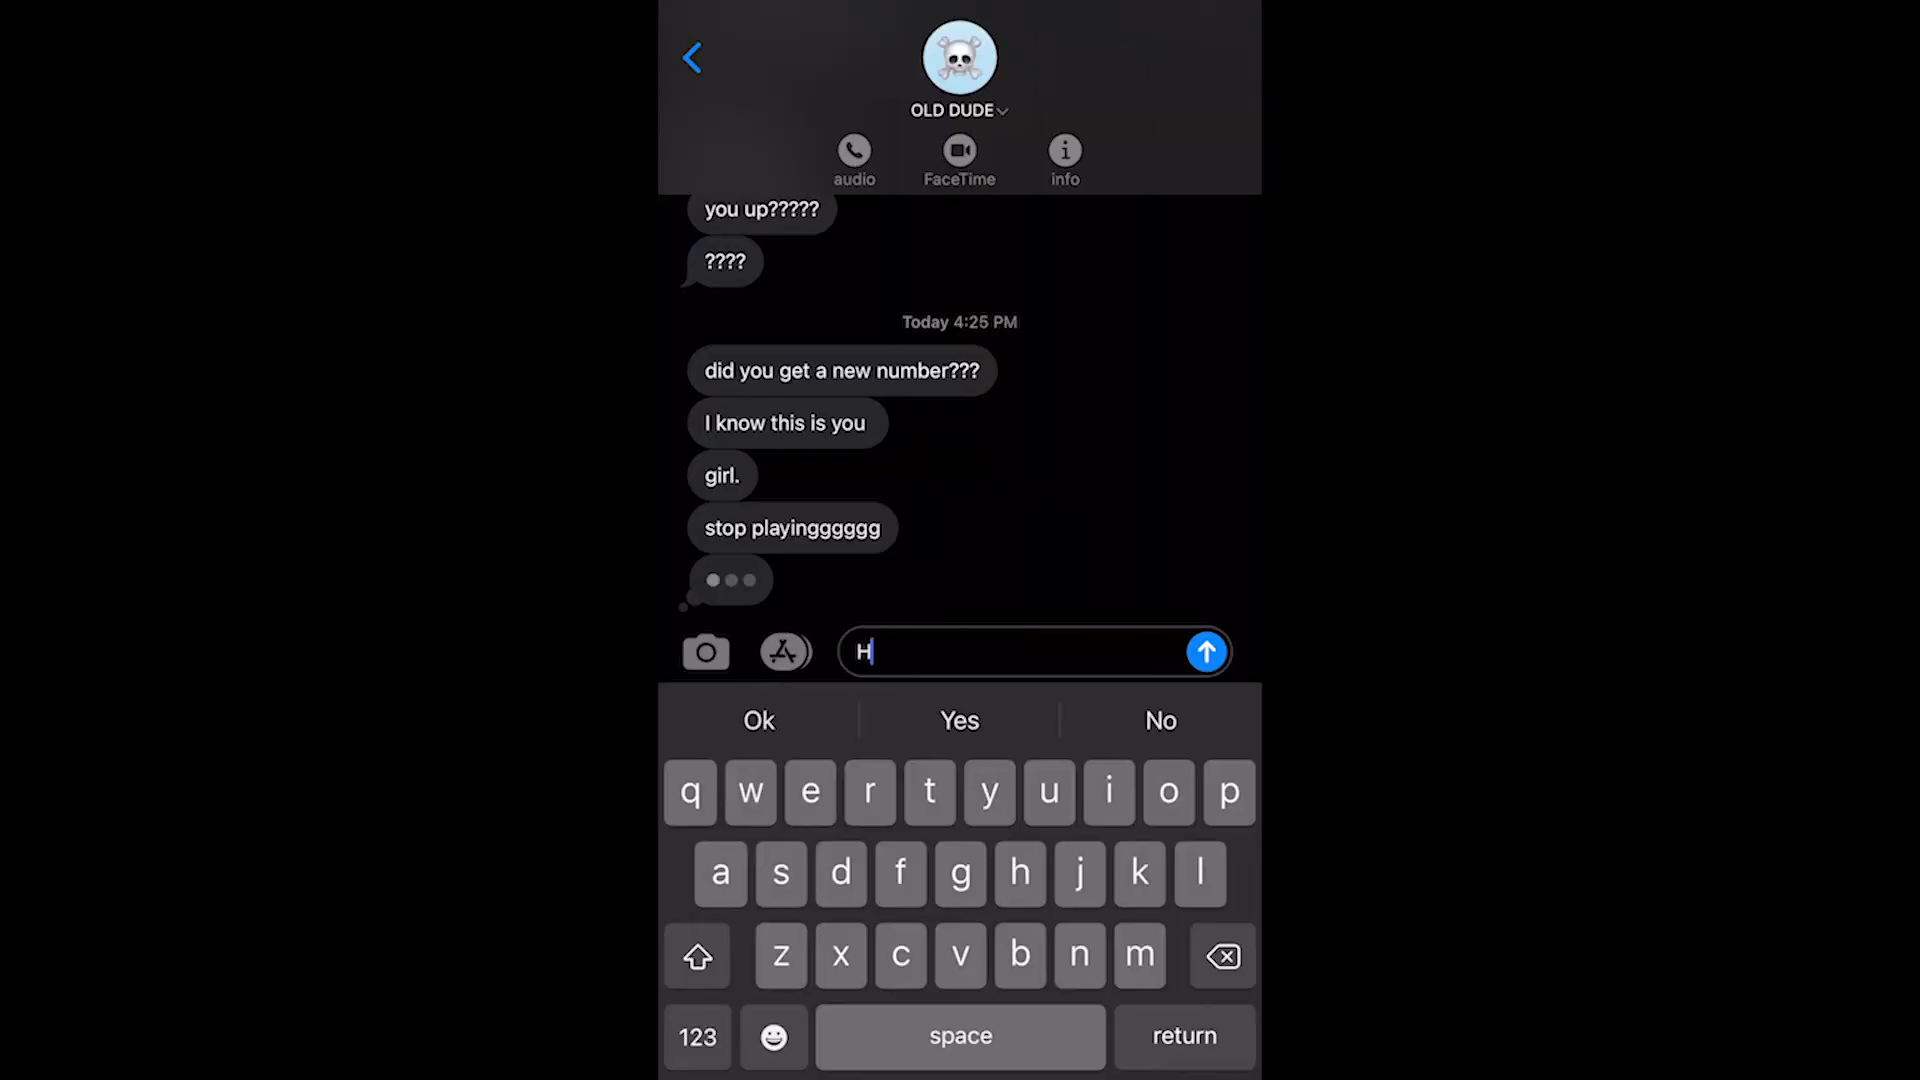 OLD DUDE
audio FaceTime info
you up?????
????
Today 4:25 PM
did you get a new number???
I know this is you
girl.
stop playingggggg
H
Ok Yes No
q w e r t y u i o p
a s d f g h j k l
z x c v b n m
123 space return